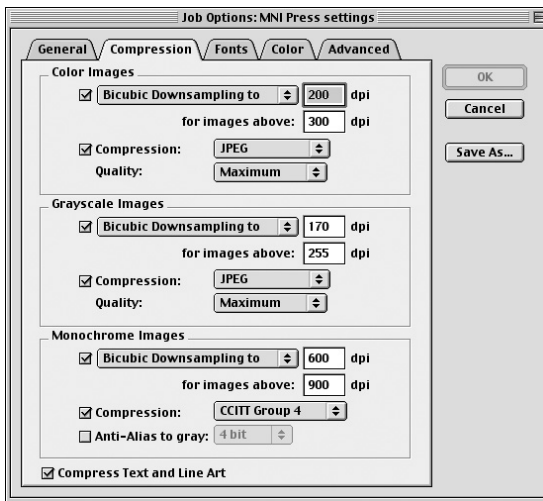 Job Options: MNI Press settings
General Compression Fonts Color Advanced
Color Images
Bicubic Downsampling to 200 dpi
for images above: 300 dpi
Compression: JPEG
Quality: Maximum
Grayscale Images
Bicubic Downsampling to 170 dpi
for images above: 255 dpi
Compression: JPEG
Quality: Maximum
Monochrome Images
Bicubic Downsampling to 600 dpi
for images above: 900 dpi
Compression: CCITT Group 4
Anti-Alias to gray: 4 bit
Compress Text and Line Art
OK
Cancel
Save As...